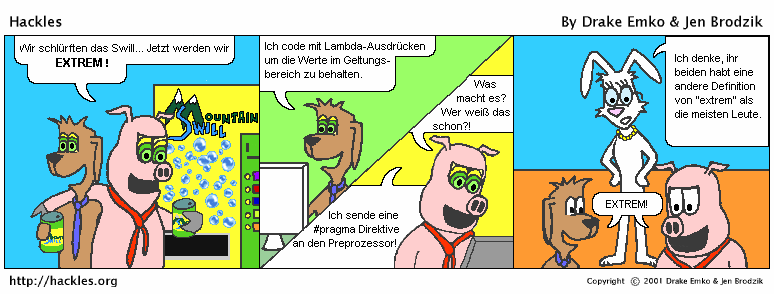 Hackles
By Drake Emko & Jen Brodzik
Wir schlürften das Swill... Jetzt werden wir
EXTREM !
MOUNTAIN
SWILL
SWILL
Ich code mit Lambda-Ausdrücken
um die Werte im Geltungs-
bereich zu behalten.
Was
macht es?
Wer weiß das
schon?!
Ich sende eine
#pragma Direktive
an den Preprozessor!
Ich denke, ihr
beiden habt eine
andere Definition
von "extrem" als
die meisten Leute.
EXTREM!
http://hackles.org
Copyright © 2001 Drake Emko & Jen Brodzik